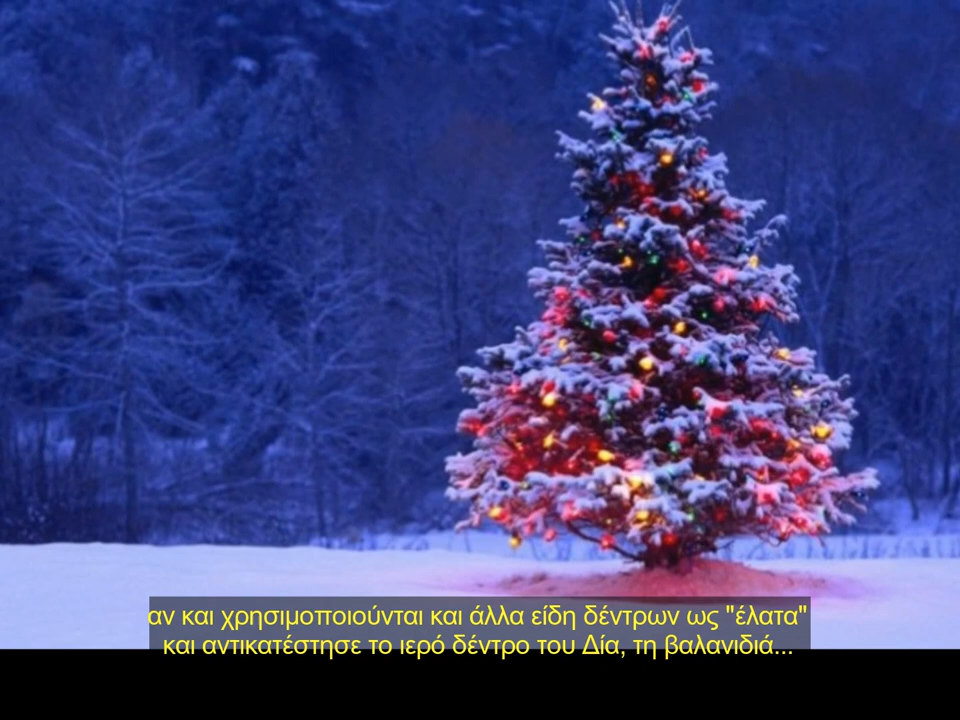 αν και χρησιμοποιούνται και άλλα είδη δέντρων ως "έλατα"
και αντικατέστησε το ιερό δέντρο του Δία, τη βαλανιδιά...